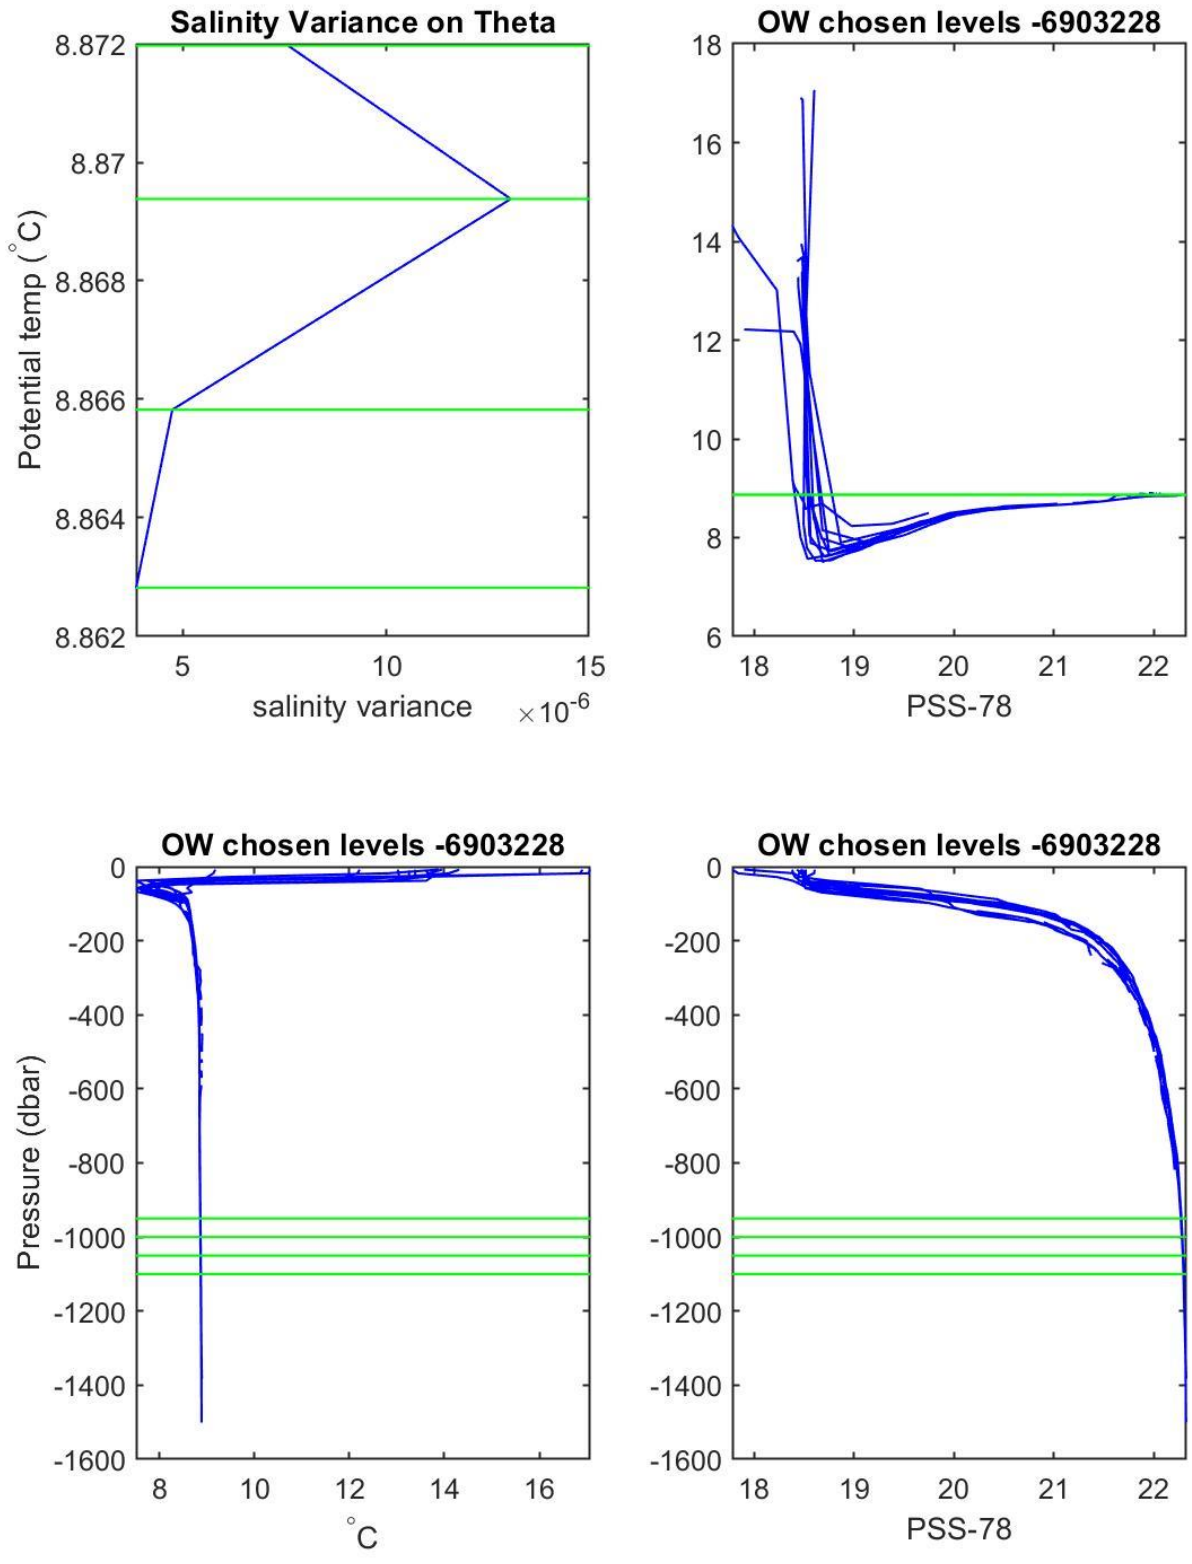 Salinity Variance on Theta
8.872
8.87
8.868
8.866
8.864
8.862
Potential temp (°C)
5 10 15
salinity variance ×10-6
OW chosen levels -6903228
18
16
14
12
10
8
6
18 19 20 21 22
PSS-78
OW chosen levels -6903228
0
-200
-400
-600
-800
-1000
-1200
-1400
-1600
Pressure (dbar)
8 10 12 14 16
°C
OW chosen levels -6903228
0
-200
-400
-600
-800
-1000
-1200
-1400
-1600
18 19 20 21 22
PSS-78